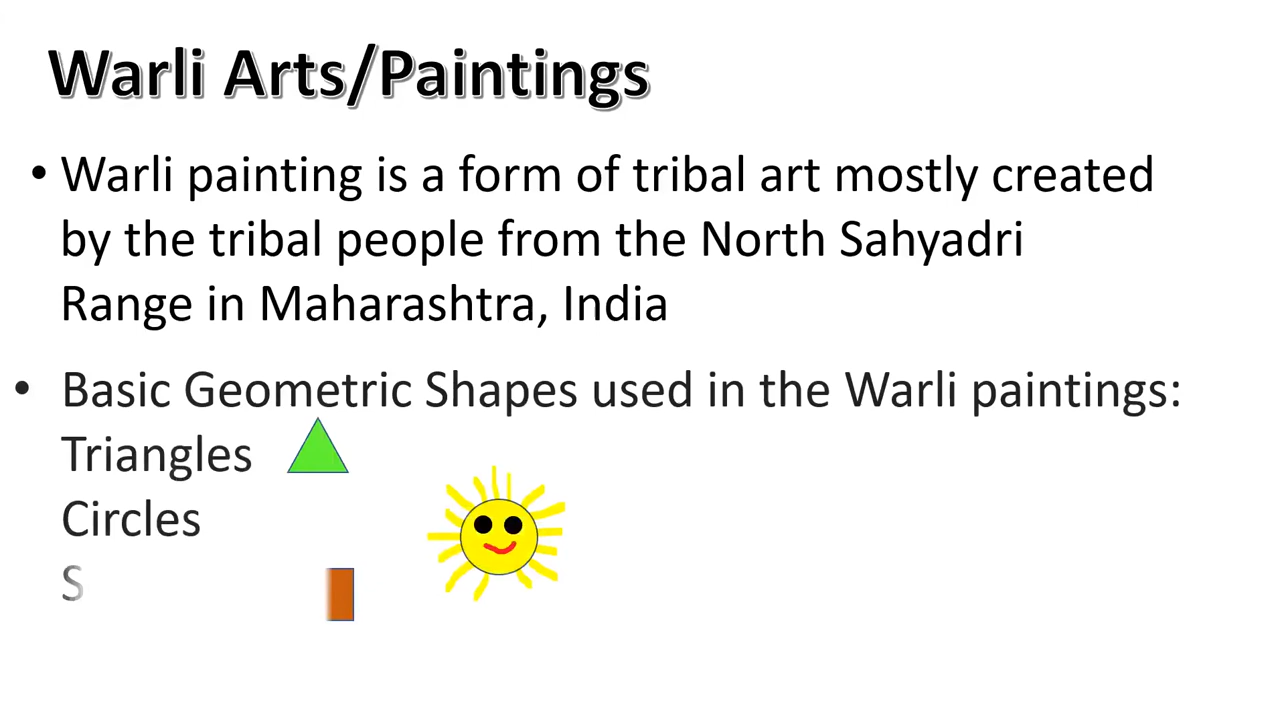 Warli Arts/Paintings
• Warli painting is a form of tribal art mostly created
by the tribal people from the North Sahyadri
Range in Maharashtra, India
• Basic Geometric Shapes used in the Warli paintings:
Triangles
Circles
S